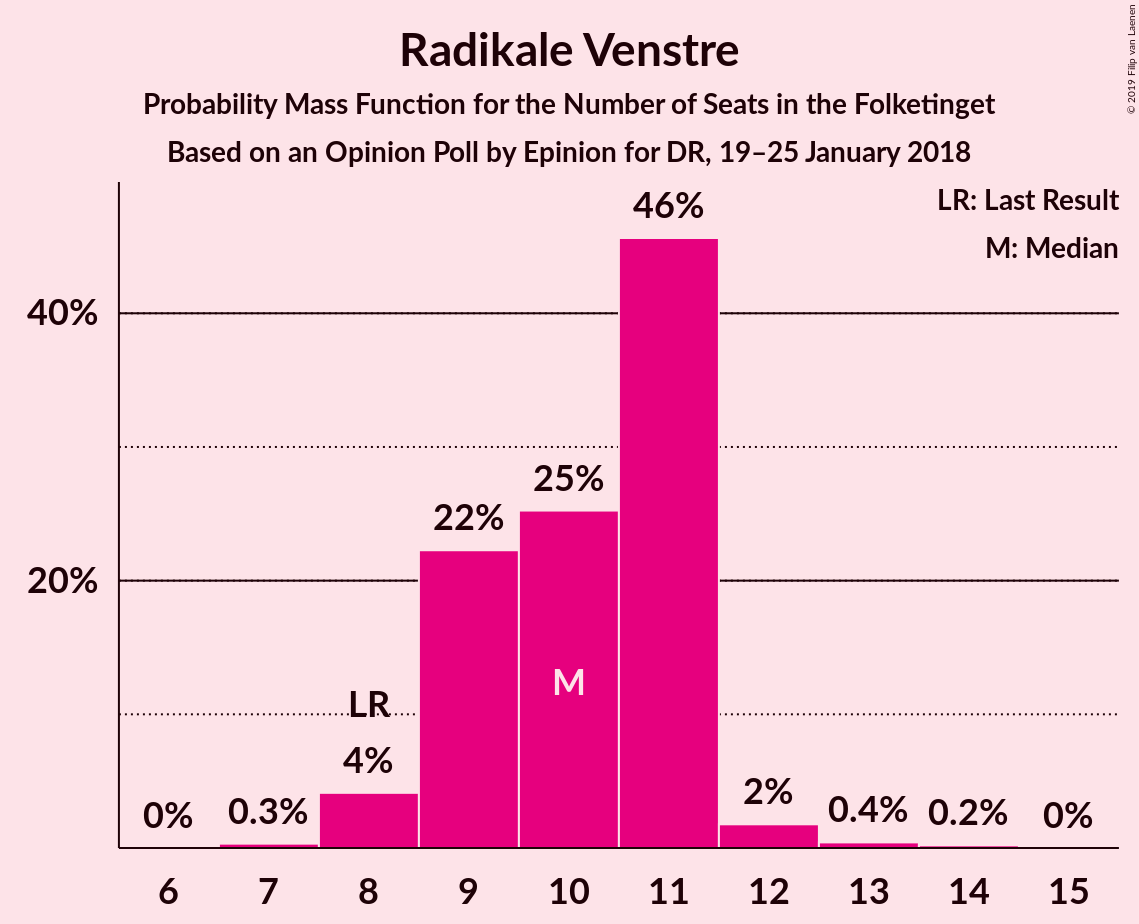 Radikale Venstre
Probability Mass Function for the Number of Seats in the Folketinget
Based on an Opinion Poll by Epinion for DR, 19–25 January 2018
© 2019 Filip van Laenen
LR: Last Result
M: Median
40%
20%
0%
0.3%
LR
4%
22%
25%
M
46%
2%
0.4%
0.2%
0%
6 7 8 9 10 11 12 13 14 15